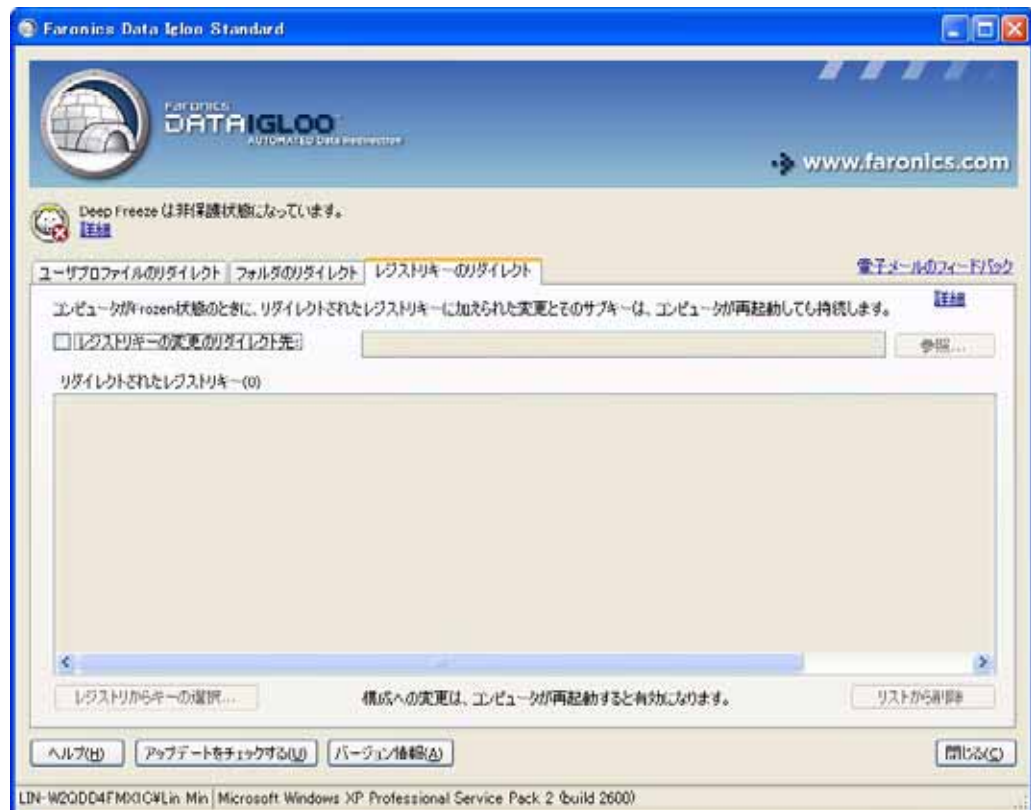 Faronics Data Igloo Standard
Faronics
DATA IGLOO
AUTOMATED Data Redirection
www.faronics.com
Deep Freeze は非保護状態になっています。
詳細
ユーザプロファイルのリダイレクト フォルダのリダイレクト レジストリキーのリダイレクト
電子メールのフィードバック
コンピュータがFrozen状態のときに、リダイレクトされたレジストリキーに加えられた変更とそのサブキーは、コンピュータが再起動しても持続します。
詳細
レジストリキーの変更のリダイレクト先:
参照...
リダイレクトされたレジストリキー(0)
レジストリからキーの選択...
構成への変更は、コンピュータが再起動すると有効になります。
リストから削除
ヘルプ(H) アップデートをチェックする(U) バージョン情報(A) 閉じる(C)
LIN-W2QDD4FMXIG¥Lin Min Microsoft Windows XP Professional Service Pack 2 (build 2600)